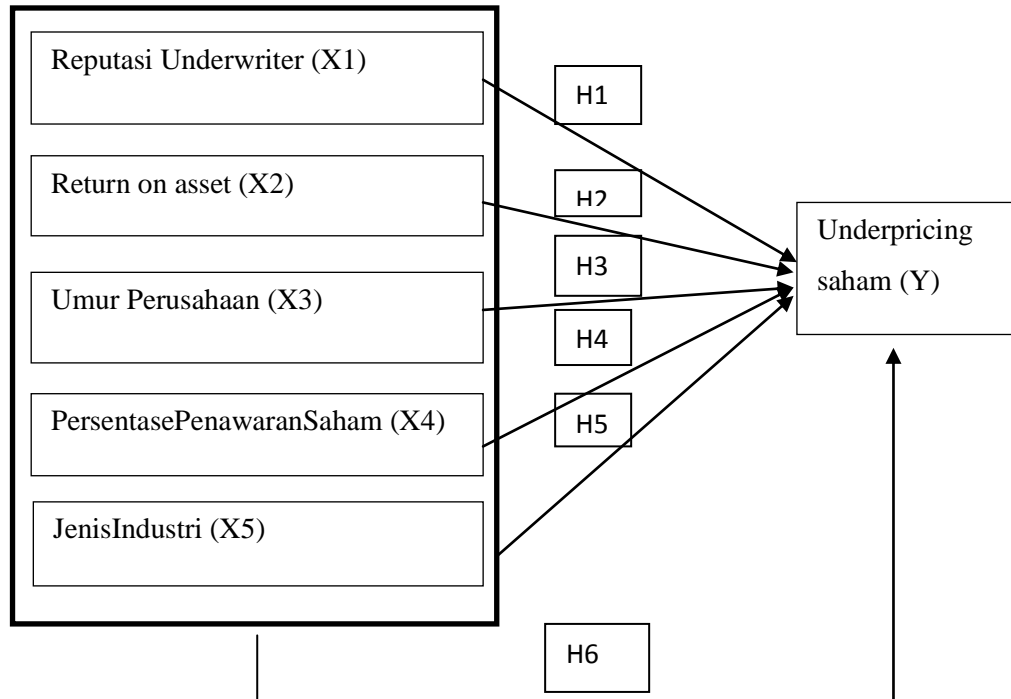 Reputasi Underwriter (X1)
H1
Return on asset (X2)
H2
Underpricing
saham (Y)
H3
Umur Perusahaan (X3)
H4
PersentasePenawaranSaham (X4)
H5
JenisIndustri (X5)
H6